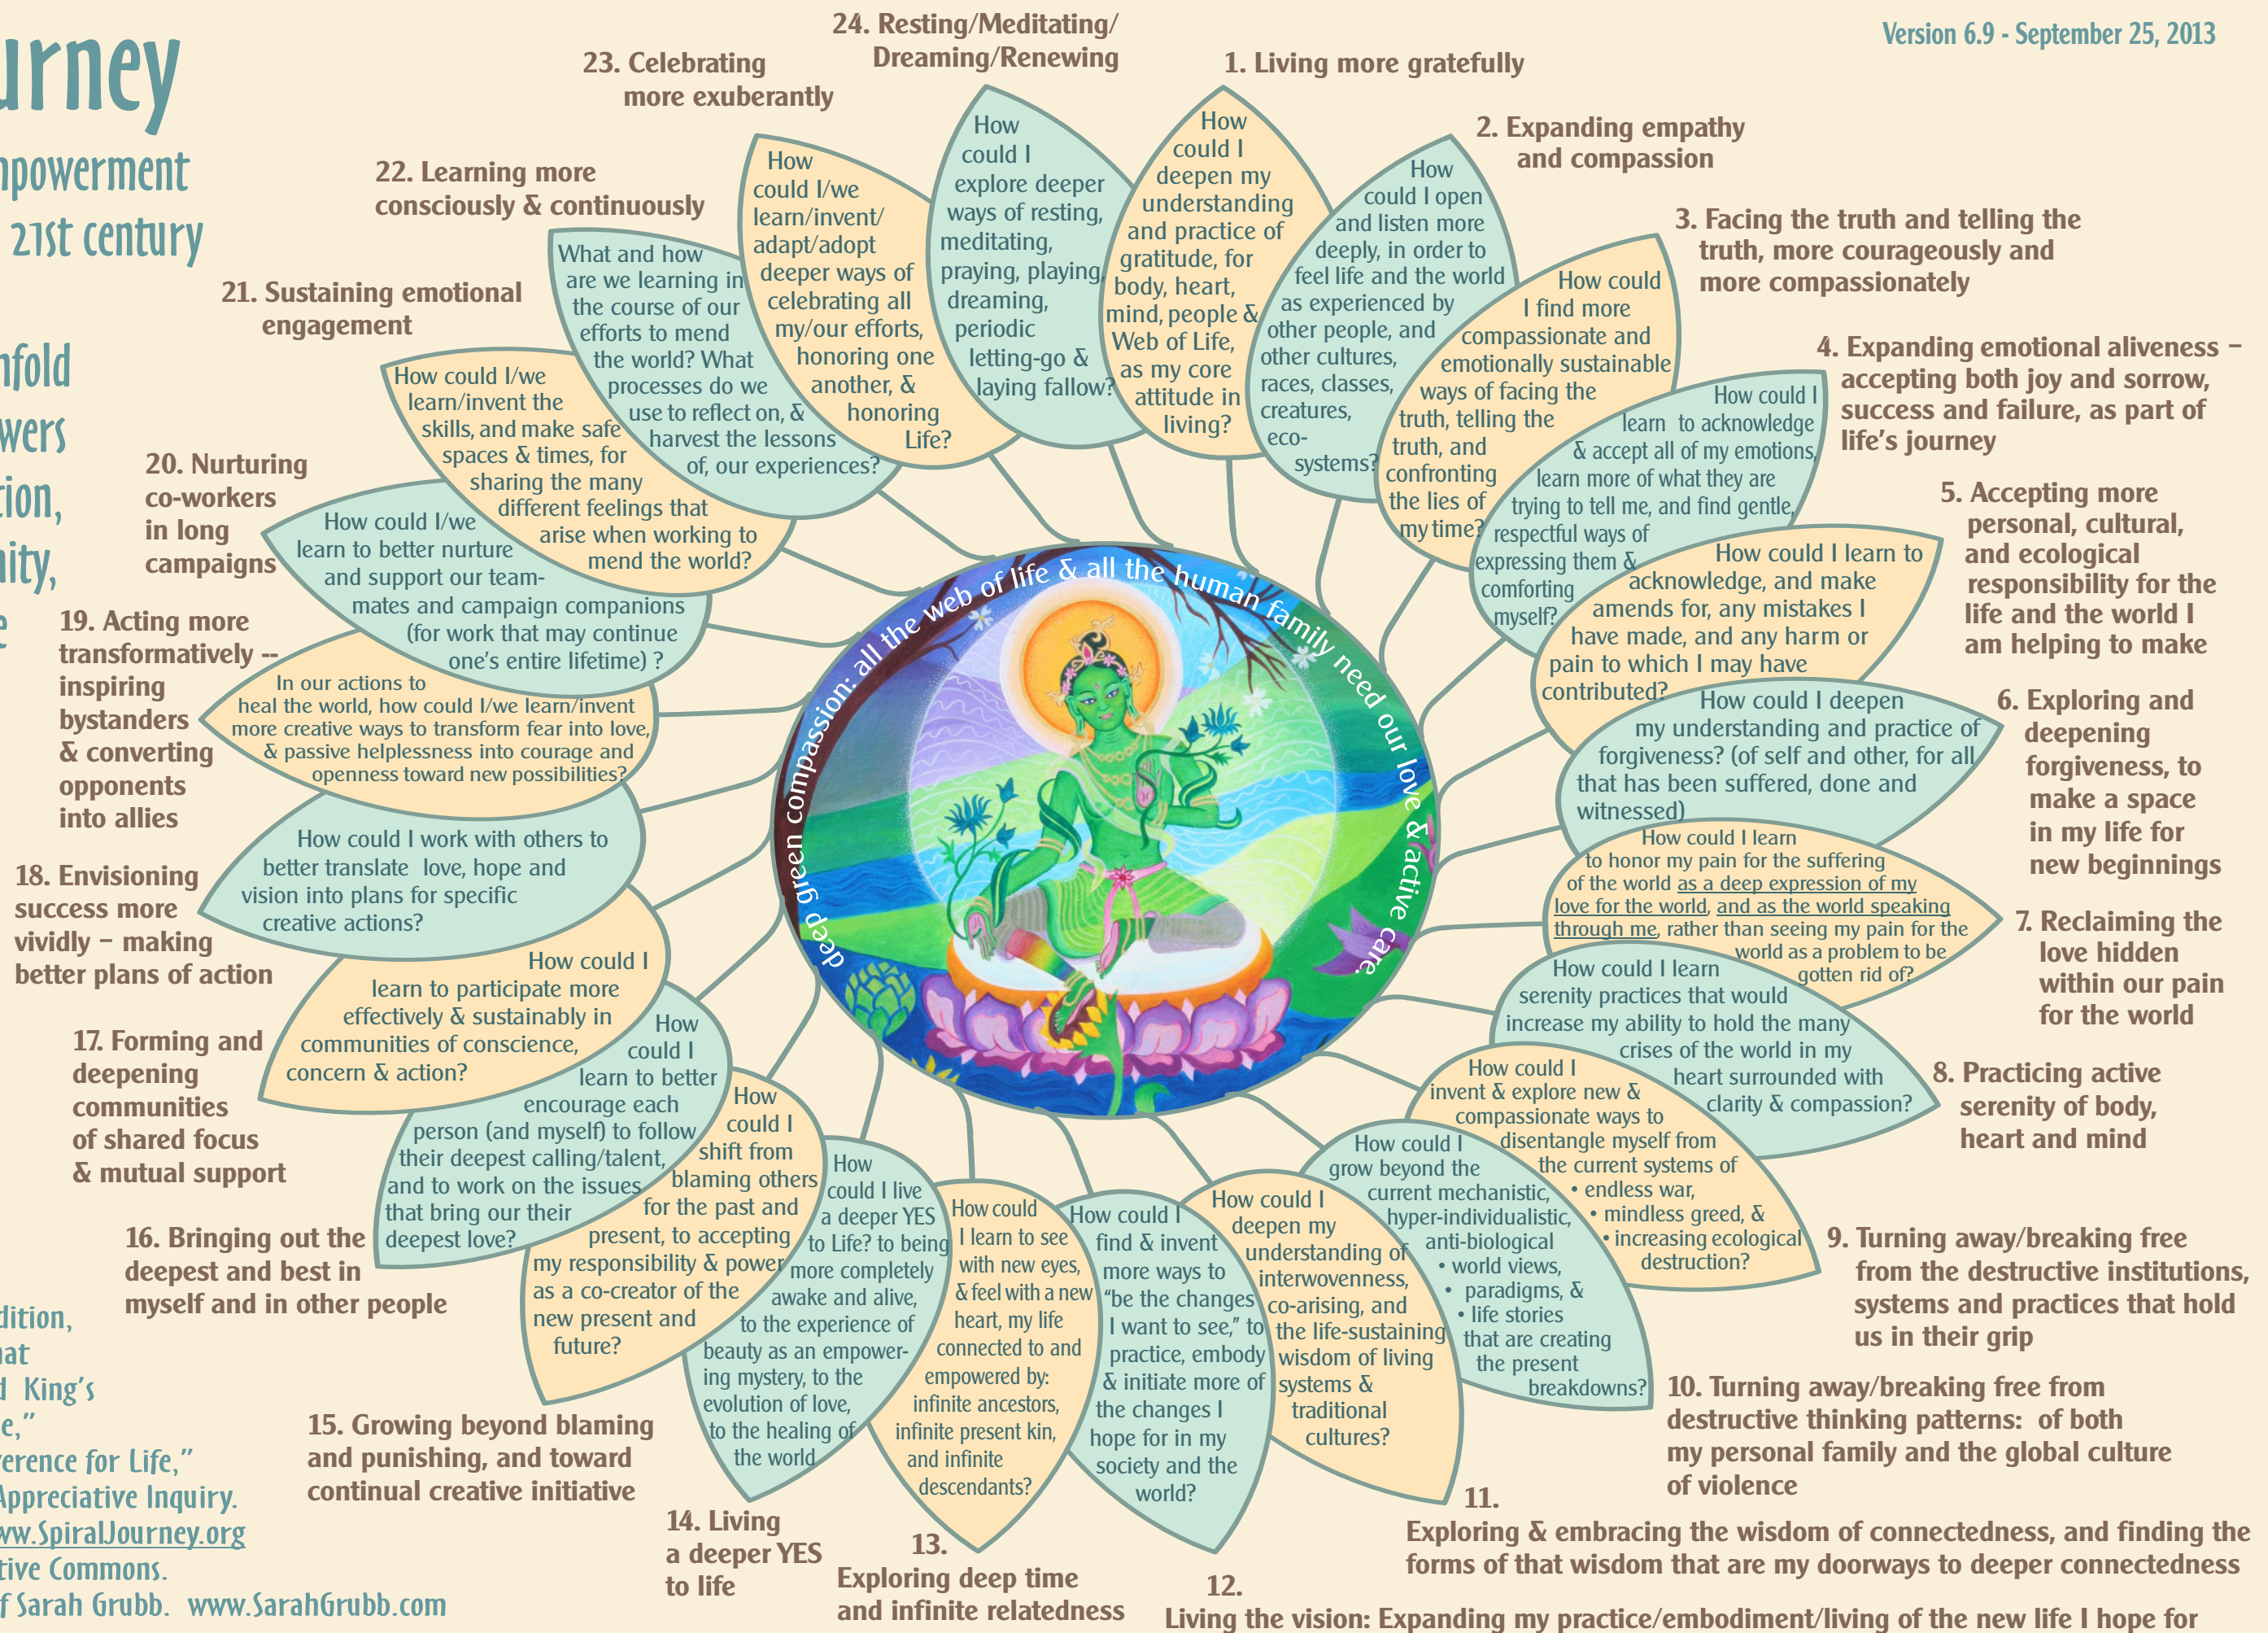 urney
npowerment
21st century
nfold
wers
tion,
nity,
e
dition,
nat
d King's
e,"
verence for Life,"
Appreciative Inquiry.
ww.SpiralJourney.org
tive Commons.
f Sarah Grubb. www.SarahGrubb.com
Version 6.9 - September 25, 2013
deep green compassion: all the web of life & all the human family need our love & active care.
1. Living more gratefully
How
could I
deepen my
understanding
and practice of
gratitude, for
body, heart,
mind, people &
Web of Life,
as my core
attitude in
living?
2. Expanding empathy
and compassion
How
could I open
and listen more
deeply, in order to
feel life and the world
as experienced by
other people, and
other cultures,
races, classes,
creatures,
eco-
systems?
3. Facing the truth and telling the
truth, more courageously and
more compassionately
How could
I find more
compassionate and
emotionally sustainable
ways of facing the
truth, telling the
truth, and
confronting
the lies of
my time?
4. Expanding emotional aliveness –
accepting both joy and sorrow,
success and failure, as part of
life's journey
How could I
learn to acknowledge
& accept all of my emotions,
learn more of what they are
trying to tell me, and find gentle,
respectful ways of
expressing them &
comforting
myself?
5. Accepting more
personal, cultural,
and ecological
responsibility for the
life and the world I
am helping to make
How could I learn to
acknowledge, and make
amends for, any mistakes I
have made, and any harm or
pain to which I may have
contributed?
6. Exploring and
deepening
forgiveness, to
make a space
in my life for
new beginnings
How could I deepen
my understanding and practice of
forgiveness? (of self and other, for all
that has been suffered, done and
witnessed)
7. Reclaiming the
love hidden
within our pain
for the world
How could I learn
to honor my pain for the suffering
of the world as a deep expression of my
love for the world, and as the world speaking
through me, rather than seeing my pain for the
world as a problem to be
gotten rid of?
8. Practicing active
serenity of body,
heart and mind
How could I learn
serenity practices that would
increase my ability to hold the many
crises of the world in my
heart surrounded with
clarity & compassion?
9. Turning away/breaking free
from the destructive institutions,
systems and practices that hold
us in their grip
How could I
invent & explore new &
compassionate ways to
disentangle myself from
the current systems of
• endless war,
• mindless greed, &
• increasing ecological
destruction?
10. Turning away/breaking free from
destructive thinking patterns: of both
my personal family and the global culture
of violence
How could I
grow beyond the
current mechanistic,
hyper-individualistic,
anti-biological
• world views,
• paradigms, &
• life stories
that are creating
the present
breakdowns?
11.
Exploring & embracing the wisdom of connectedness, and finding the
forms of that wisdom that are my doorways to deeper connectedness
How could I
deepen my
understanding of
interwovenness,
co-arising, and
the life-sustaining
wisdom of living
systems &
traditional
cultures?
12.
Living the vision: Expanding my practice/embodiment/living of the new life I hope for
How could I
find & invent
more ways to
"be the changes
I want to see," to
practice, embody
& initiate more of
the changes I
hope for in my
society and the
world?
13.
Exploring deep time
and infinite relatedness
How could
I learn to see
with new eyes,
& feel with a new
heart, my life
connected to and
empowered by:
infinite ancestors,
infinite present kin,
and infinite
descendants?
14. Living
a deeper YES
to life
How
could I live
a deeper YES
to Life? to being
more completely
awake and alive,
to the experience of
beauty as an empower-
ing mystery, to the
evolution of love,
to the healing of
the world
15. Growing beyond blaming
and punishing, and toward
continual creative initiative
How
could I
shift from
blaming others
for the past and
present, to accepting
my responsibility & power
as a co-creator of the
new present and
future?
16. Bringing out the
deepest and best in
myself and in other people
How
could I
learn to better
encourage each
person (and myself) to follow
their deepest calling/talent,
and to work on the issues
that bring our their
deepest love?
17. Forming and
deepening
communities
of shared focus
& mutual support
How could I
learn to participate more
effectively & sustainably in
communities of conscience,
concern & action?
18. Envisioning
success more
vividly – making
better plans of action
How could I work with others to
better translate love, hope and
vision into plans for specific
creative actions?
19. Acting more
transformatively --
inspiring
bystanders
& converting
opponents
into allies
In our actions to
heal the world, how could I/we learn/invent
more creative ways to transform fear into love,
& passive helplessness into courage and
openness toward new possibilities?
20. Nurturing
co-workers
in long
campaigns
How could I/we
learn to better nurture
and support our team-
mates and campaign companions
(for work that may continue
one's entire lifetime) ?
21. Sustaining emotional
engagement
How could I/we
learn/invent the
skills, and make safe
spaces & times, for
sharing the many
different feelings that
arise when working to
mend the world?
22. Learning more
consciously & continuously
What and how
are we learning in
the course of our
efforts to mend
the world? What
processes do we
use to reflect on, &
harvest the lessons
of, our experiences?
23. Celebrating
more exuberantly
How
could I/we
learn/invent/
adapt/adopt
deeper ways of
celebrating all
my/our efforts,
honoring one
another, &
honoring
Life?
24. Resting/Meditating/
Dreaming/Renewing
How
could I
explore deeper
ways of resting,
meditating,
praying, playing,
dreaming,
periodic
letting-go &
laying fallow?